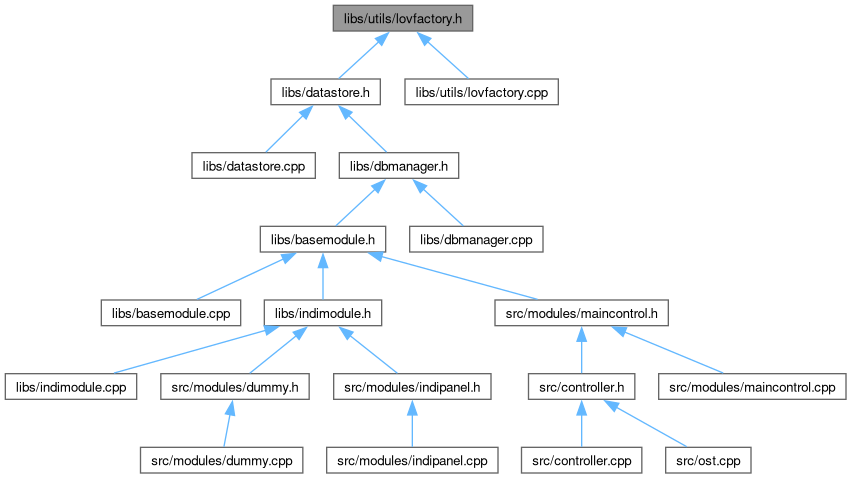 libs/utils/lovfactory.h
libs/datastore.h
libs/utils/lovfactory.cpp
libs/datastore.cpp
libs/dbmanager.h
libs/basemodule.h
libs/dbmanager.cpp
libs/basemodule.cpp
libs/indimodule.h
src/modules/maincontrol.h
libs/indimodule.cpp
src/modules/dummy.h
src/modules/indipanel.h
src/controller.h
src/modules/maincontrol.cpp
src/modules/dummy.cpp
src/modules/indipanel.cpp
src/controller.cpp
src/ost.cpp